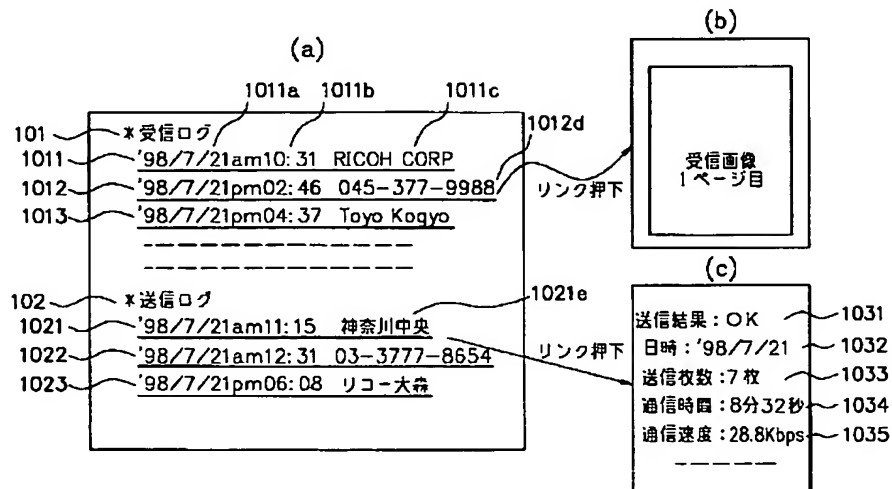 (a)
1011a
1011b
1011c
1012d
101
*受信ログ
1011
'98/7/21am10:31 RICOH CORP
1012
'98/7/21pm02:46 045-377-9988
1013
'98/7/21pm04:37 Toyo Kogyo
102
*送信ログ
1021e
1021
'98/7/21am11:15 神奈川中央
1022
'98/7/21am12:31 03-3777-8654
1023
'98/7/21pm06:08 リコー大森
リンク押下
リンク押下
(b)
受信画像
1ページ目
(c)
送信結果:OK
1031
日時:'98/7/21
1032
送信枚数:7枚
1033
通信時間:8分32秒
1034
通信速度:28.8Kbps
1035